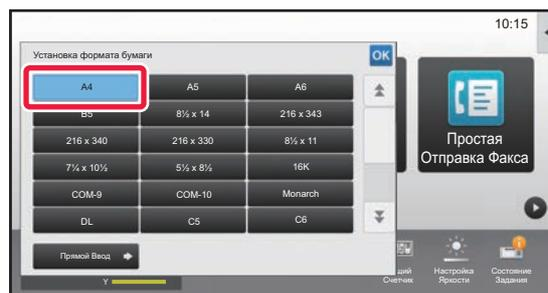 10:15
Установка формата бумаги
OK
A4 A5 A6
B5 8½ x 14 216 x 343
216 x 340 216 x 330 8½ x 11
7¼ x 10½ 5½ x 8½ 16K
COM-9 COM-10 Monarch
DL C5 C6
Прямой Ввод
Простая
Отправка Факса
Y
щий
Счетчик
Настройка
Яркости
Состояние
Задания